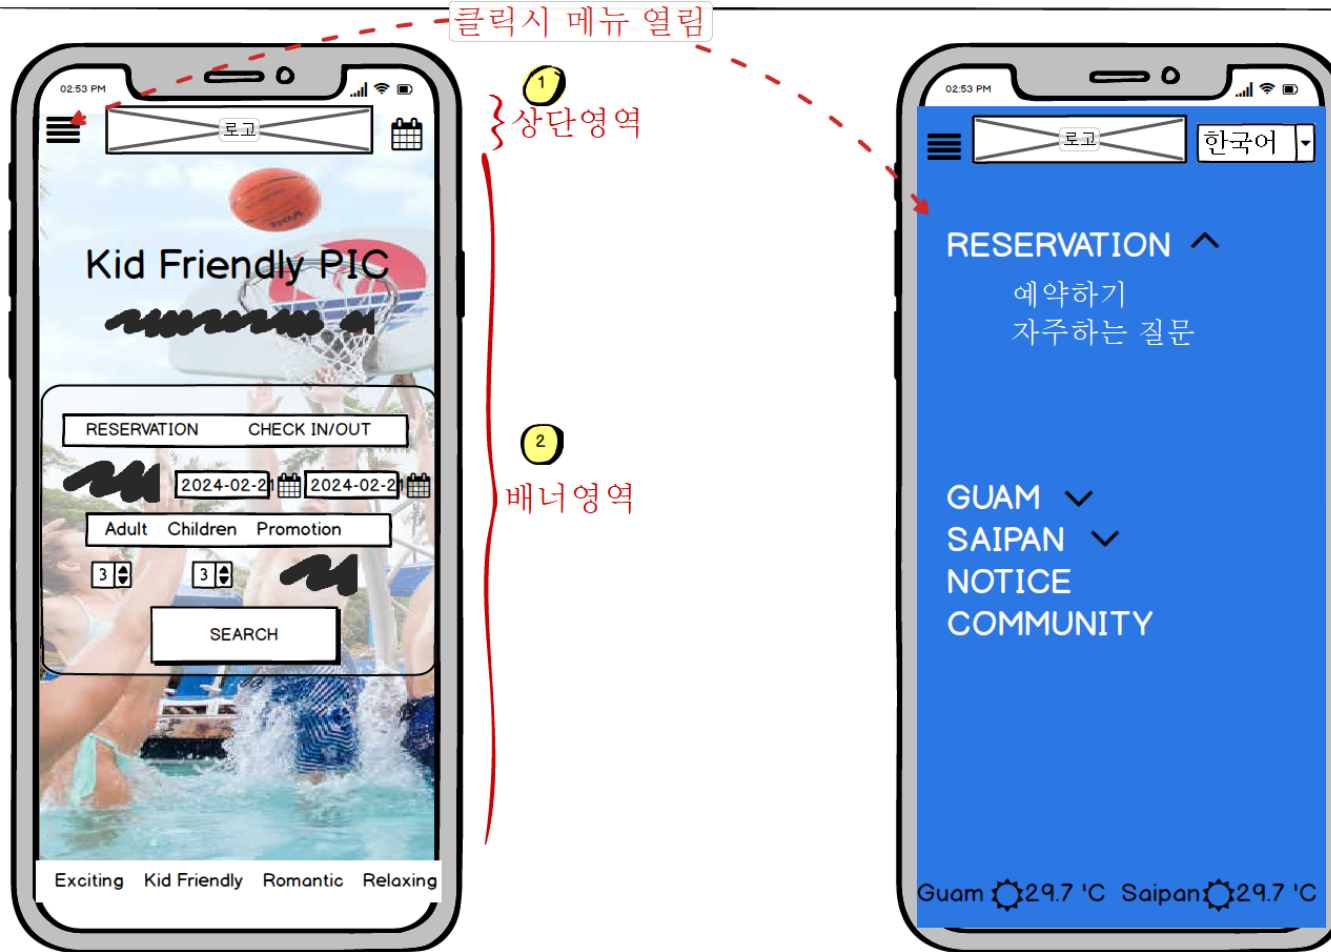 클릭시 메뉴 열림
02:53 PM
로고
Kid Friendly PIC
RESERVATION CHECK IN/OUT
2024-02-21 2024-02-21
Adult Children Promotion
3 3
SEARCH
Exciting Kid Friendly Romantic Relaxing
1
상단영역
2
배너영역
02:53 PM
로고 한국어
RESERVATION
예약하기
자주하는 질문
GUAM
SAIPAN
NOTICE
COMMUNITY
Guam 29.7 'C Saipan 29.7 'C